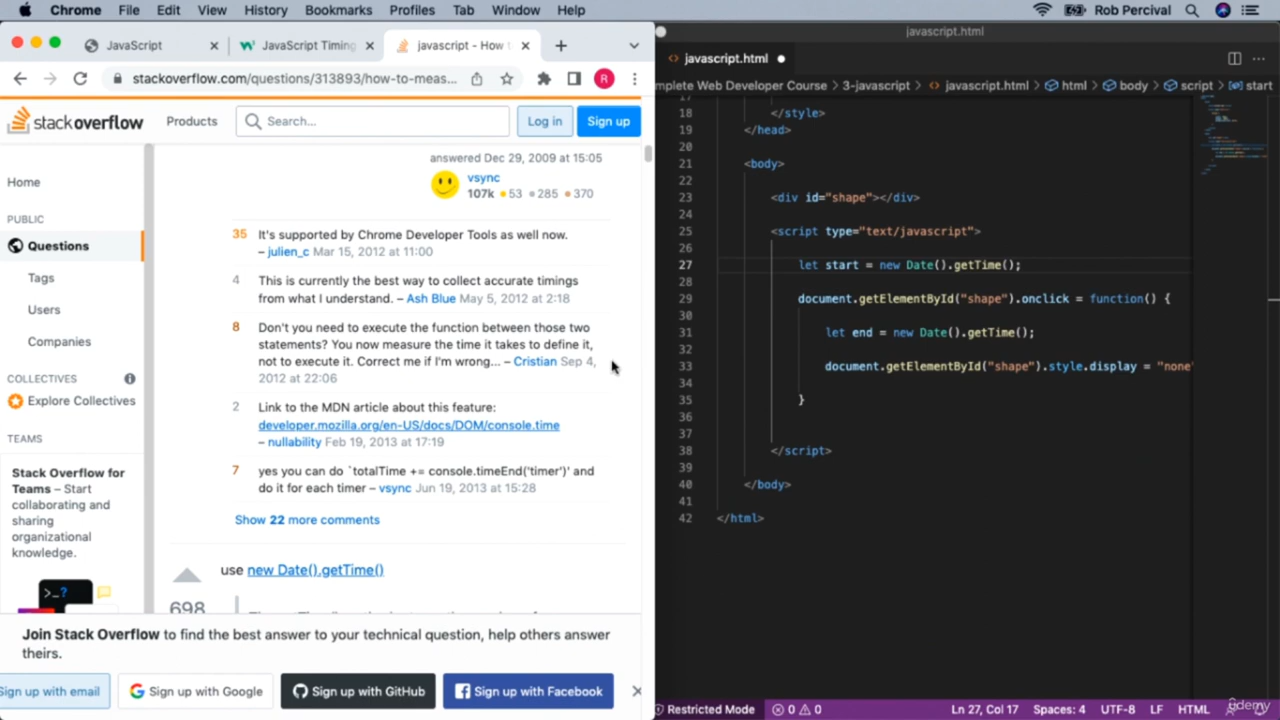 Chrome File Edit View History Bookmarks Profiles Tab Window Help Rob Percival
JavaScript
JavaScript Timing
javascript - How t
stackoverflow.com/questions/313893/how-to-meas...
R
stackoverflow Products Search... Log in Sign up
Home
PUBLIC
Questions
Tags
Users
Companies
COLLECTIVES
Explore Collectives
TEAMS
Stack Overflow for
Teams – Start
collaborating and
sharing
organizational
knowledge.
>_?
answered Dec 29, 2009 at 15:05
vsync
107k 53 285 370
35 It's supported by Chrome Developer Tools as well now.
– julien_c Mar 15, 2012 at 11:00
4 This is currently the best way to collect accurate timings
from what I understand. – Ash Blue May 5, 2012 at 2:18
8 Don't you need to execute the function between those two
statements? You now measure the time it takes to define it,
not to execute it. Correct me if I'm wrong... – Cristian Sep 4,
2012 at 22:06
2 Link to the MDN article about this feature:
developer.mozilla.org/en-US/docs/DOM/console.time
– nullability Feb 19, 2013 at 17:19
7 yes you can do `totalTime += console.timeEnd('timer')' and
do it for each timer – vsync Jun 19, 2013 at 15:28
Show 22 more comments
use new Date().getTime()
698
Join Stack Overflow to find the best answer to your technical question, help others answer
theirs.
Sign up with email Sign up with Google Sign up with GitHub Sign up with Facebook
javascript.html
javascript.html
mplete Web Developer Course > 3-javascript > javascript.html > html > body > script > start
17
18 </style>
19 </head>
20
21 <body>
22
23 <div id="shape"></div>
24
25 <script type="text/javascript">
26
27 let start = new Date().getTime();
28
29 document.getElementById("shape").onclick = function() {
30
31 let end = new Date().getTime();
32
33 document.getElementById("shape").style.display = "none"
34
35 }
36
37
38 </script>
39
40 </body>
41
42 </html>
Restricted Mode 0 0 Ln 27, Col 17 Spaces: 4 UTF-8 LF HTML
ûdemy